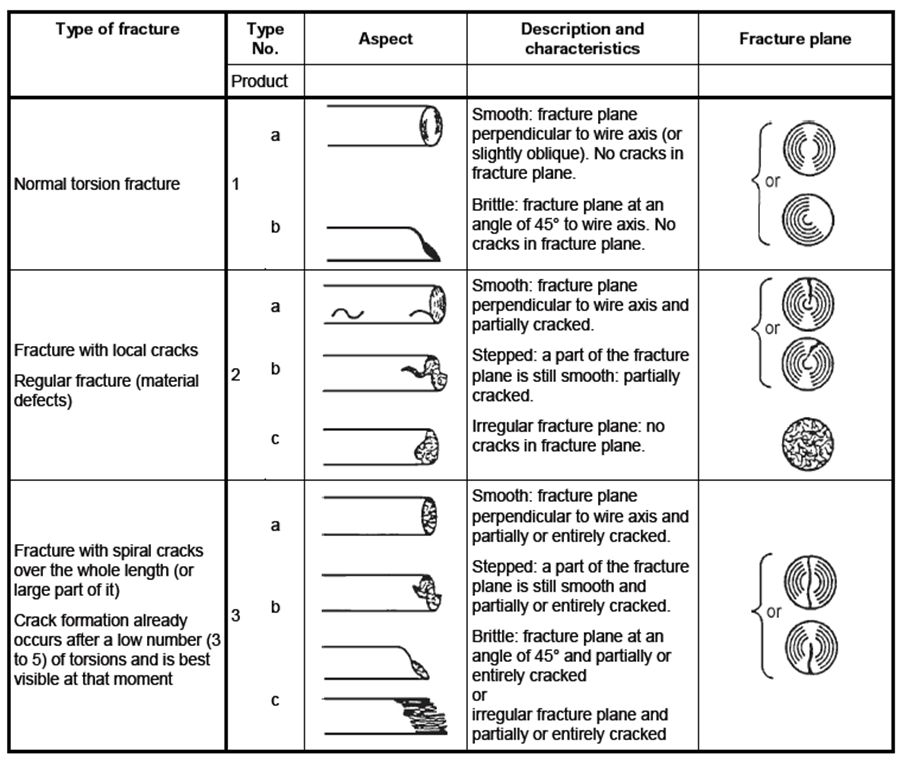 Type of fracture
Type
No.
Aspect
Description and
characteristics
Fracture plane
Product
Normal torsion fracture
1
a
Smooth: fracture plane
perpendicular to wire axis (or
slightly oblique). No cracks in
fracture plane.
b
Brittle: fracture plane at an
angle of 45° to wire axis. No
cracks in fracture plane.
or
Fracture with local cracks
Regular fracture (material
defects)
2
a
Smooth: fracture plane
perpendicular to wire axis and
partially cracked.
b
Stepped: a part of the fracture
plane is still smooth: partially
cracked.
or
c
Irregular fracture plane: no
cracks in fracture plane.
Fracture with spiral cracks
over the whole length (or
large part of it)
Crack formation already
occurs after a low number (3
to 5) of torsions and is best
visible at that moment
3
a
Smooth: fracture plane
perpendicular to wire axis and
partially or entirely cracked.
b
Stepped: a part of the fracture
plane is still smooth and
partially or entirely cracked.
c
Brittle: fracture plane at an
angle of 45° and partially or
entirely cracked
or
irregular fracture plane and
partially or entirely cracked
or